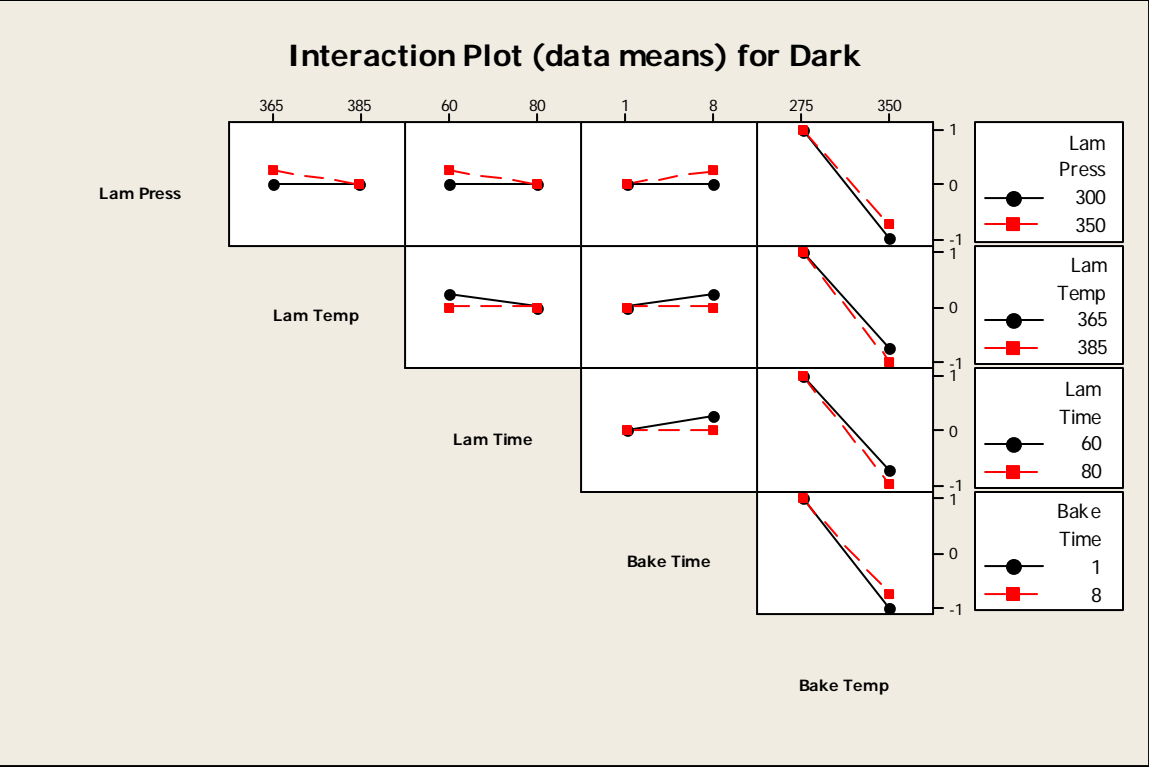 Interaction Plot (data means) for Dark
365 385 60 80 1 8 275 350
Lam Press
1
0
-1
Lam
Press
300
350
Lam Temp
1
0
-1
Lam
Temp
365
385
Lam Time
1
0
-1
Lam
Time
60
80
Bake Time
1
0
-1
Bake
Time
1
8
Bake Temp